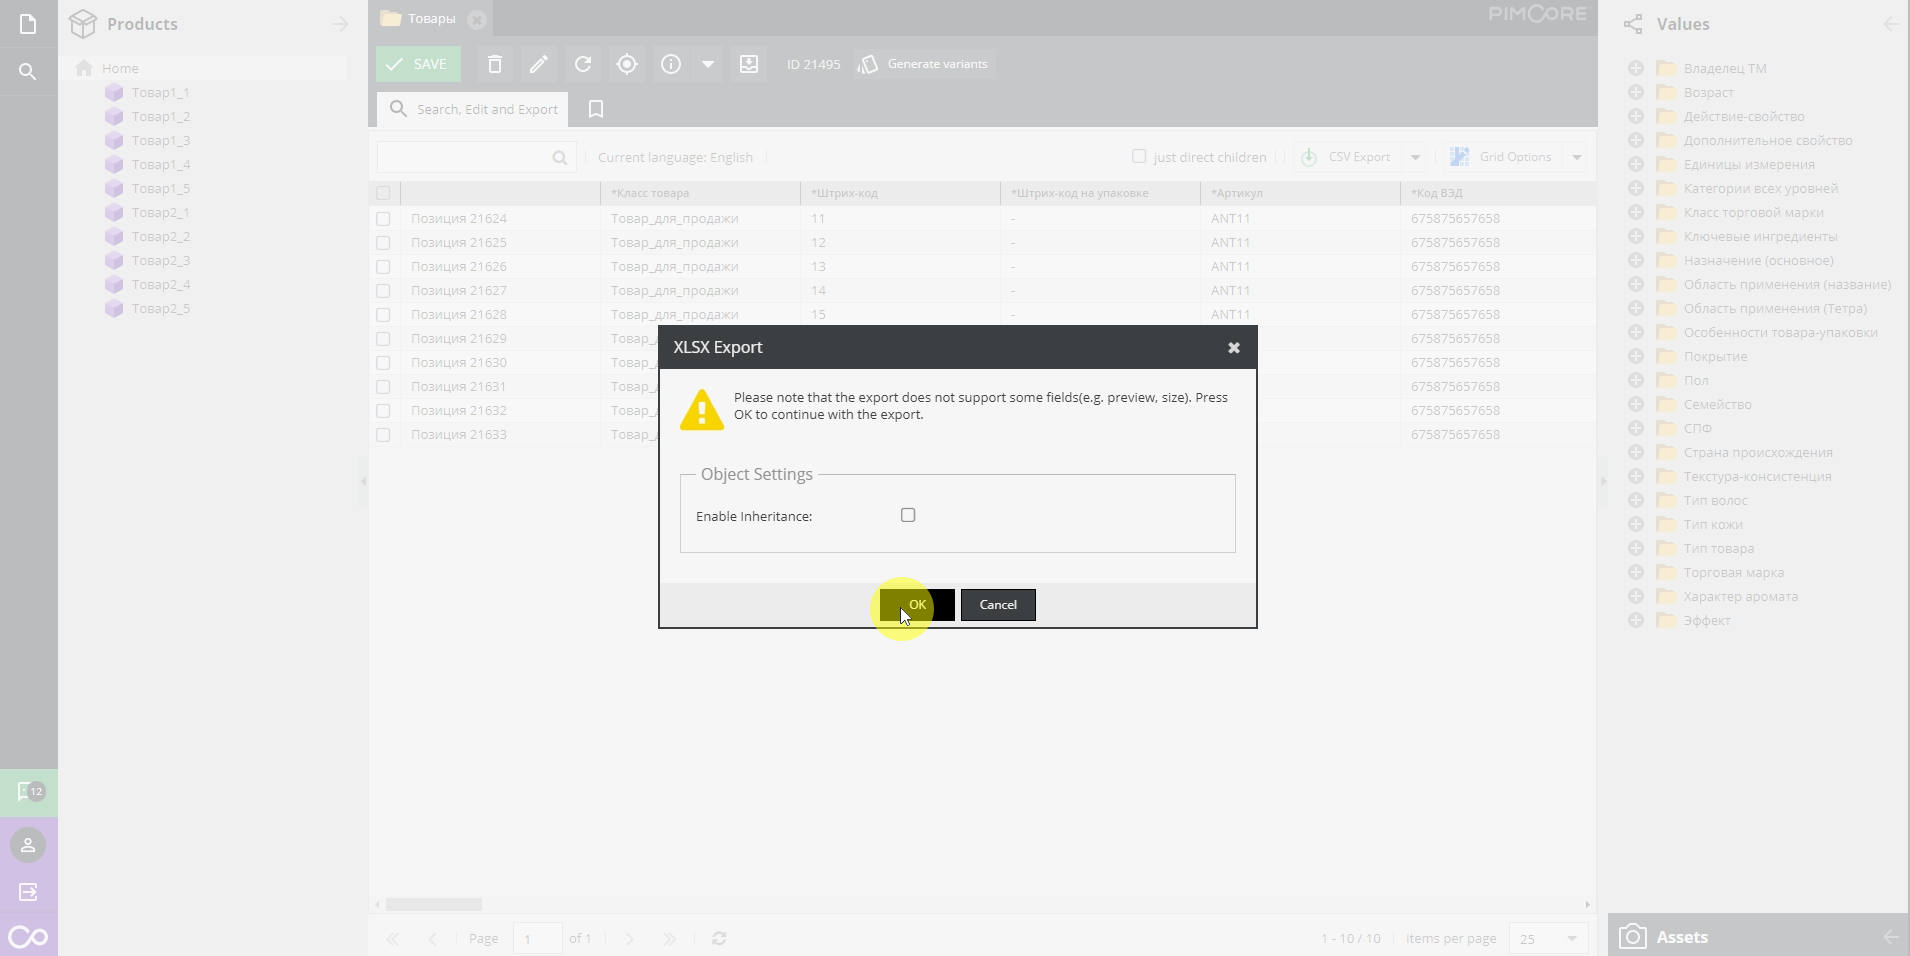 Products
Home
Товар1_1
Товар1_2
Товар1_3
Товар1_4
Товар1_5
Товар2_1
Товар2_2
Товар2_3
Товар2_4
Товар2_5
12
Товары
PIMCORE
SAVE
ID 21495
Generate variants
Search, Edit and Export
Current language: English
just direct children
CSV Export
Grid Options
*Класс товара *Штрих-код *Штрих-код на упаковке *Артикул *Код ВЭД
Позиция 21624 Товар_для_продажи 11 - ANT11 675875657658
Позиция 21625 Товар_для_продажи 12 - ANT11 675875657658
Позиция 21626 Товар_для_продажи 13 - ANT11 675875657658
Позиция 21627 Товар_для_продажи 14 - ANT11 675875657658
Позиция 21628 Товар_для_продажи 15 - ANT11 675875657658
Позиция 21629 Товар_ 675875657658
Позиция 21630 Товар_ 675875657658
Позиция 21631 Товар_ 675875657658
Позиция 21632 Товар_ 675875657658
Позиция 21633 Товар_ 675875657658
XLSX Export
Please note that the export does not support some fields(e.g. preview, size). Press
OK to continue with the export.
Object Settings
Enable Inheritance:
OK
Cancel
Page 1 of 1
1 - 10 / 10
Items per page 25
Values
Владелец ТМ
Возраст
Действие-свойство
Дополнительное свойство
Единицы измерения
Категории всех уровней
Класс торговой марки
Ключевые ингредиенты
Назначение (основное)
Область применения (название)
Область применения (Тетра)
Особенности товара-упаковки
Покрытие
Пол
Семейство
СПФ
Страна происхождения
Текстура-консистенция
Тип волос
Тип кожи
Тип товара
Торговая марка
Характер аромата
Эффект
Assets